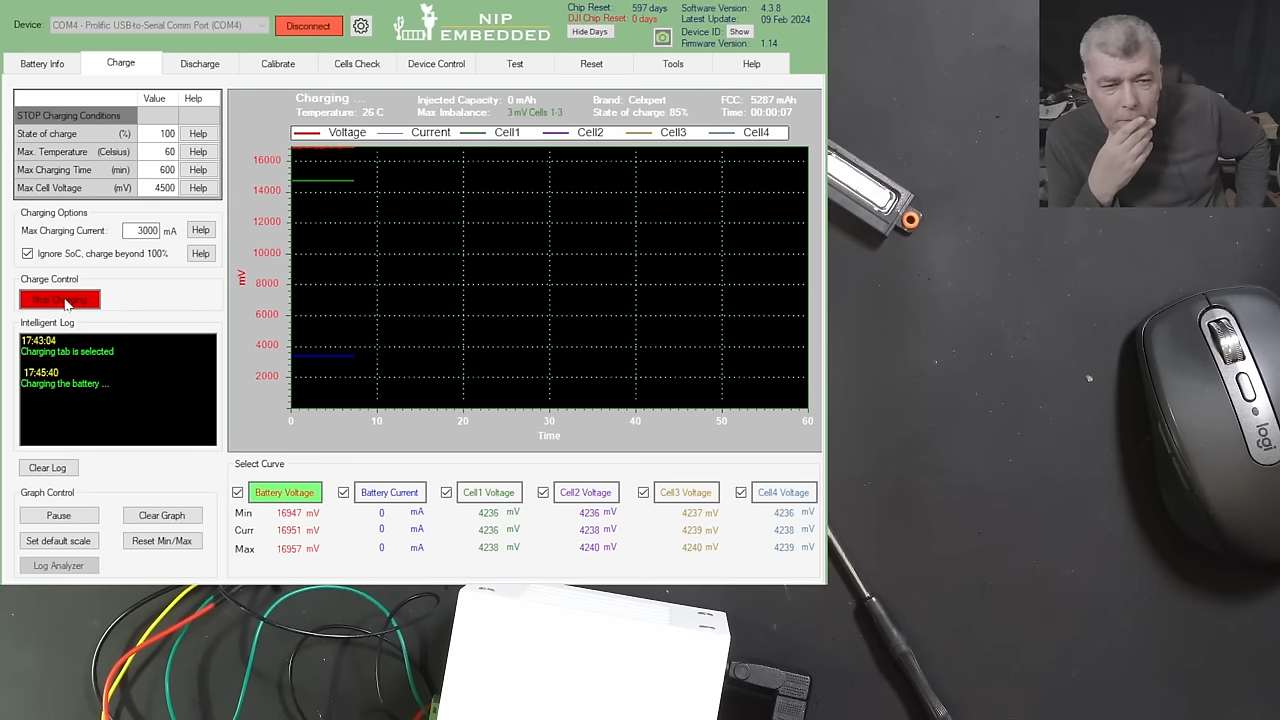 Device: COM4 - Prolific USB-to-Serial Comm Port (COM4) Disconnect
NIP
EMBEDDED
Chip Reset: 597 days
DJI Chip Reset: 0 days
Hide Days
Software Version: 4.3.8
Latest Update: 09 Feb 2024
Device ID: Show
Firmware Version: 1.14
Battery Info Charge Discharge Calibrate Cells Check Device Control Test Reset Tools Help
Value Help
STOP Charging Conditions
State of charge (%) 100 Help
Max. Temperature (Celsius) 60 Help
Max Charging Time (min) 600 Help
Max Cell Voltage (mV) 4500 Help
Charging Options
Max Charging Current: 3000 mA Help
Ignore SoC, charge beyond 100% Help
Charge Control
Stop Charging
Intelligent Log
17:43:04
Charging tab is selected
17:45:40
Charging the battery ...
Clear Log
Graph Control
Pause Clear Graph
Set default scale Reset Min/Max
Log Analyzer
Charging ... Injected Capacity: 0 mAh Brand: Celxpert FCC: 5287 mAh
Temperature: 26 C Max Imbalance: 3 mV Cells 1-3 State of charge: 85% Time: 00:00:07
Voltage Current Cell1 Cell2 Cell3 Cell4
16000
14000
12000
10000
8000
6000
4000
2000
mV
0 10 20 30 40 50 60
Time
Select Curve
Battery Voltage Battery Current Cell1 Voltage Cell2 Voltage Cell3 Voltage Cell4 Voltage
Min 16947 mV 0 mA 4236 mV 4236 mV 4237 mV 4236 mV
Curr 16951 mV 0 mA 4236 mV 4238 mV 4239 mV 4238 mV
Max 16957 mV 0 mA 4238 mV 4240 mV 4240 mV 4239 mV
logi